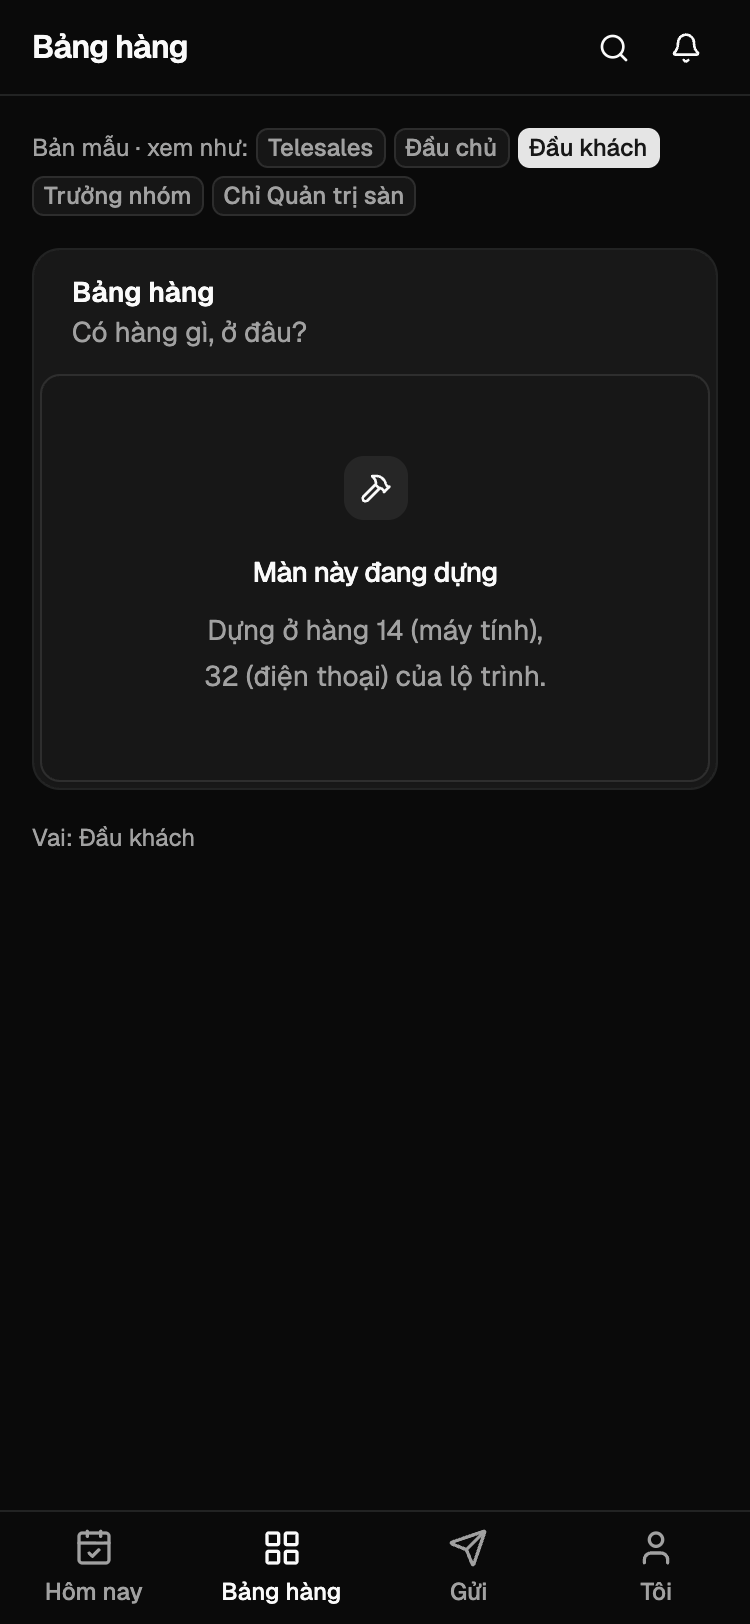 Bảng hàng
Bản mẫu · xem như: Telesales Đầu chủ Đầu khách
Trưởng nhóm Chỉ Quản trị sàn
Bảng hàng
Có hàng gì, ở đâu?
Màn này đang dựng
Dựng ở hàng 14 (máy tính),
32 (điện thoại) của lộ trình.
Vai: Đầu khách
Hôm nay Bảng hàng Gửi Tôi